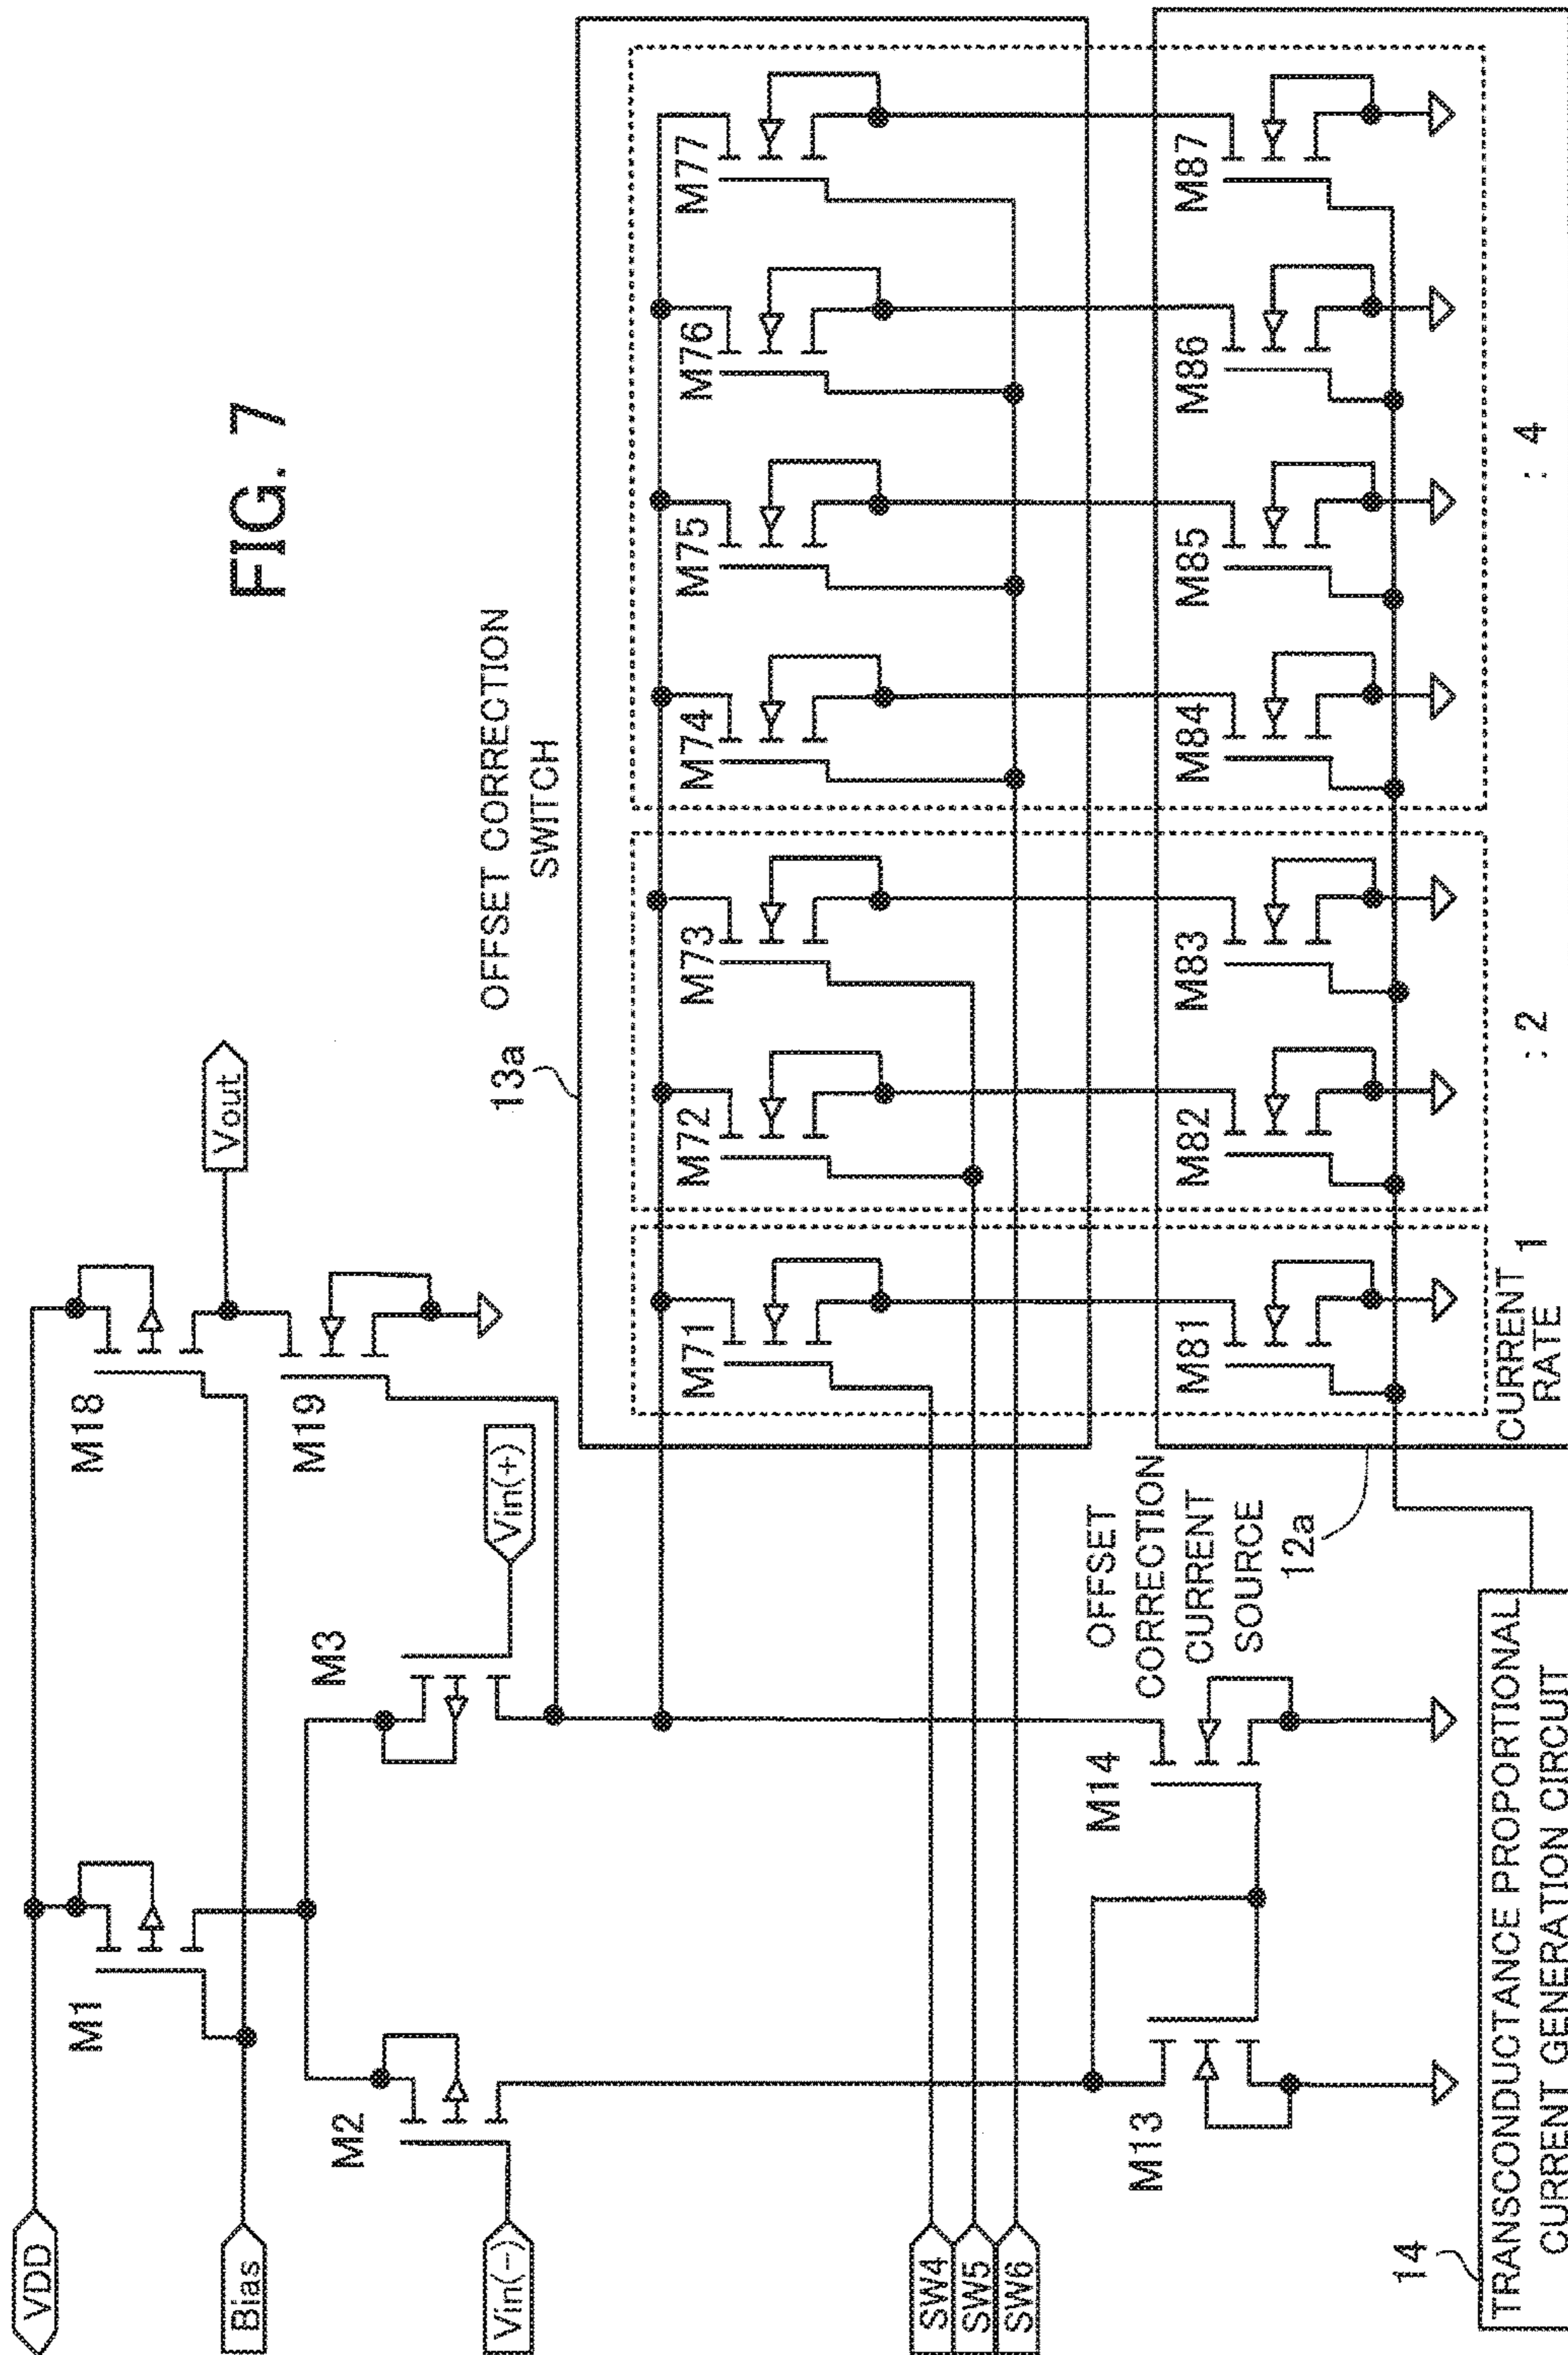 FIG. 7
VDD
Bias
Vin(−)
M1
M2
M3
M18
M19
Vout
Vin(+)
13a
OFFSET CORRECTION
SWITCH
SW4
SW5
SW6
M71
M72
M73
M74
M75
M76
M77
M13
M14
OFFSET
CORRECTION
CURRENT
SOURCE
12a
M81
M82
M83
M84
M85
M86
M87
CURRENT
RATE
1
: 2
: 4
14
TRANSCONDUCTANCE PROPORTIONAL
CURRENT GENERATION CIRCUIT